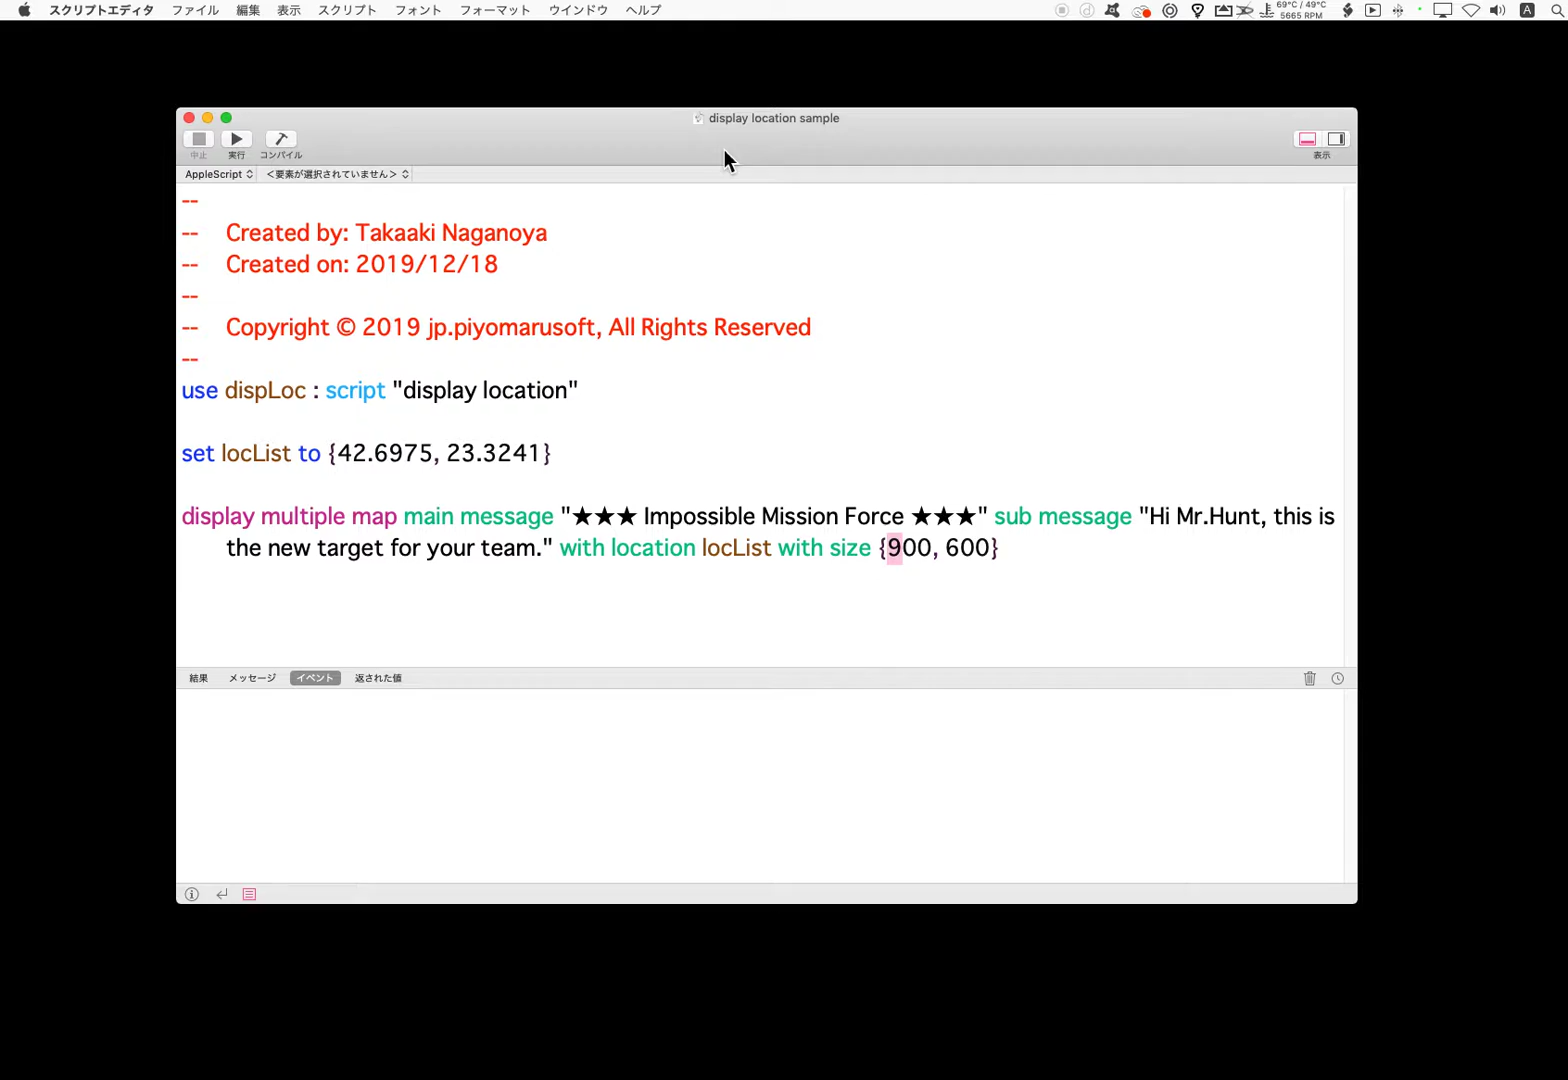 スクリプトエディタ ファイル 編集 表示 スクリプト フォント フォーマット ウインドウ ヘルプ 69°C / 49°C
5665 RPM
A
display location sample
中止 実行 コンパイル 表示
AppleScript <要素が選択されていません>
--
-- Created by: Takaaki Naganoya
-- Created on: 2019/12/18
--
-- Copyright © 2019 jp.piyomarusoft, All Rights Reserved
--
use dispLoc : script "display location"
set locList to {42.6975, 23.3241}
display multiple map main message "★★★ Impossible Mission Force ★★★" sub message "Hi Mr.Hunt, this is
the new target for your team." with location locList with size {900, 600}
結果 メッセージ イベント 返された値